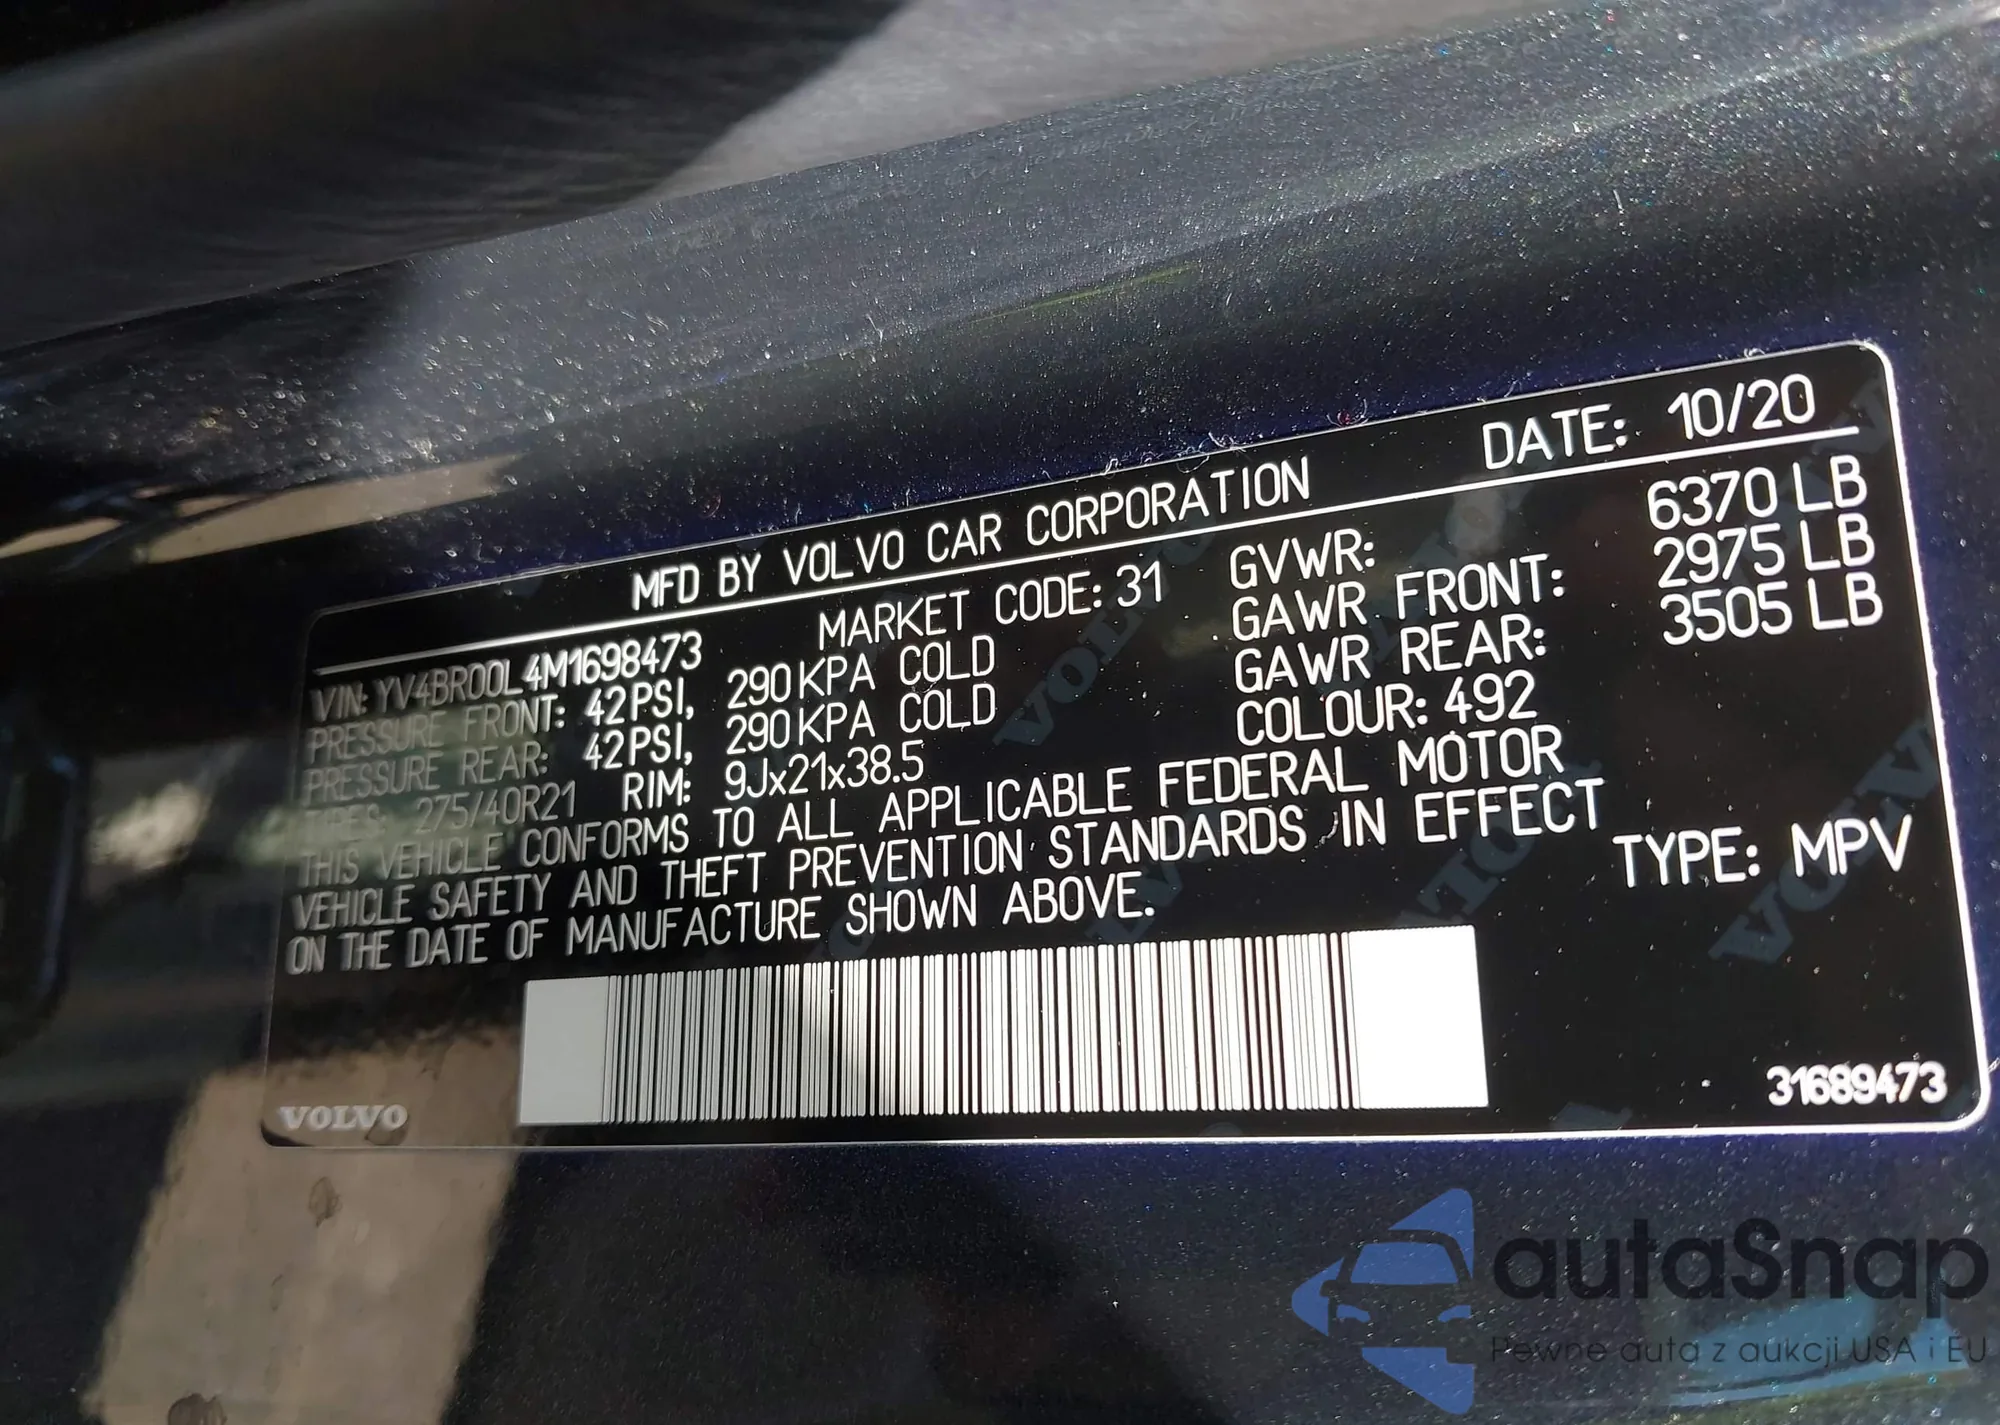 MFD BY VOLVO CAR CORPORATION DATE: 10/20
VIN: YV4BR00L4M1698473 MARKET CODE: 31 GVWR: 6370 LB
PRESSURE FRONT: 42PSI, 290KPA COLD GAWR FRONT: 2975 LB
PRESSURE REAR: 42PSI, 290KPA COLD GAWR REAR: 3505 LB
TIRES: 275/40R21 RIM: 9Jx21x38.5 COLOUR: 492
THIS VEHICLE CONFORMS TO ALL APPLICABLE FEDERAL MOTOR
VEHICLE SAFETY AND THEFT PREVENTION STANDARDS IN EFFECT
ON THE DATE OF MANUFACTURE SHOWN ABOVE. TYPE: MPV
VOLVO 31689473
autaSnap
Pewne auta z aukcji USA i EU